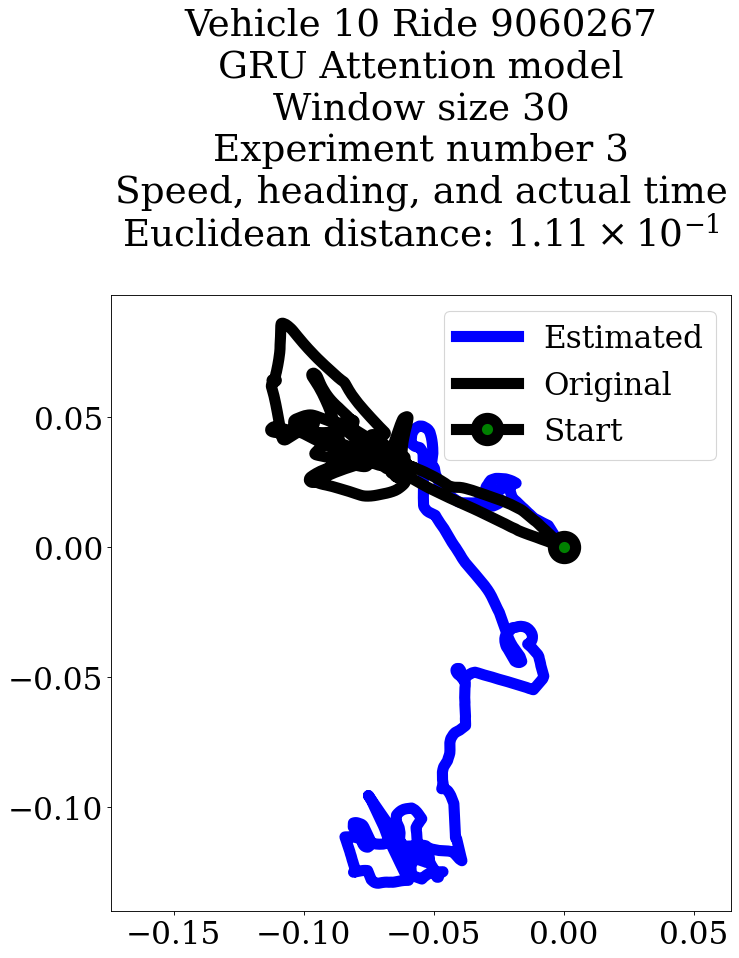 Vehicle 10 Ride 9060267
GRU Attention model
Window size 30
Experiment number 3
Speed, heading, and actual time
Euclidean distance: 1.11 × 10⁻¹
Estimated
Original
Start
0.05
0.00
−0.05
−0.10
−0.15 −0.10 −0.05 0.00 0.05